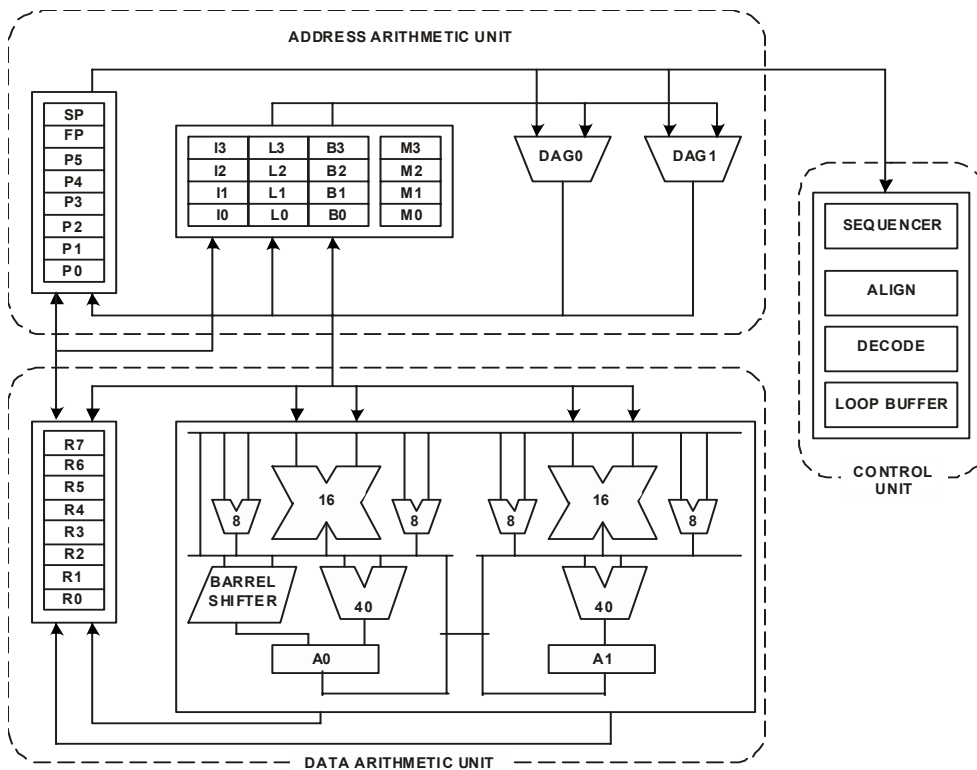 ADDRESS ARITHMETIC UNIT
SP
FP
P5
P4
P3
P2
P1
P0
I3 L3 B3 M3
I2 L2 B2 M2
I1 L1 B1 M1
I0 L0 B0 M0
DAG0
DAG1
SEQUENCER
ALIGN
DECODE
LOOP BUFFER
CONTROL
UNIT
R7
R6
R5
R4
R3
R2
R1
R0
8 16 8 8 16 8
BARREL
SHIFTER
40 40
A0 A1
DATA ARITHMETIC UNIT